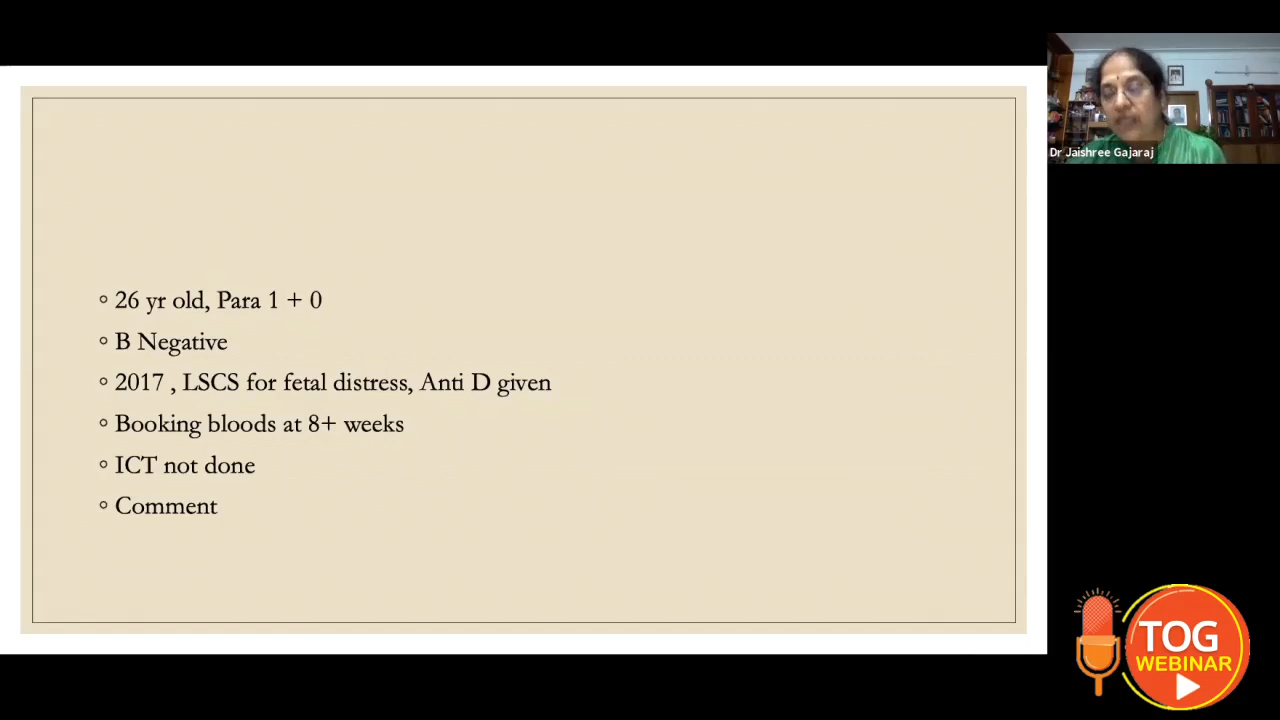 Dr Jaishree Gajaraj
26 yr old, Para 1 + 0
B Negative
2017 , LSCS for fetal distress, Anti D given
Booking bloods at 8+ weeks
ICT not done
Comment
TOG
WEBINAR